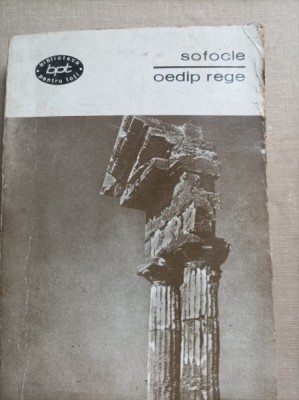 biblioteca
bpt
pentru toți
sofocle
oedip rege